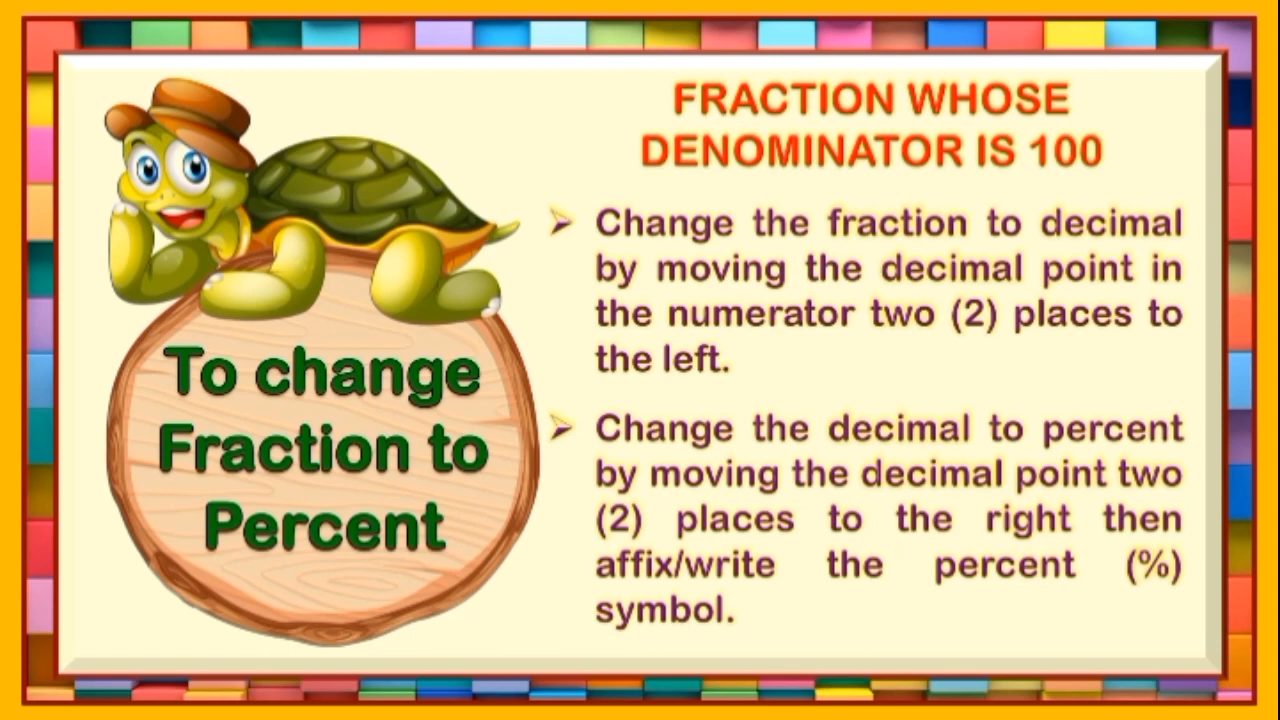 To change
Fraction to
Percent
FRACTION WHOSE
DENOMINATOR IS 100
➢ Change the fraction to decimal
by moving the decimal point in
the numerator two (2) places to
the left.
➢ Change the decimal to percent
by moving the decimal point two
(2) places to the right then
affix/write the percent (%)
symbol.